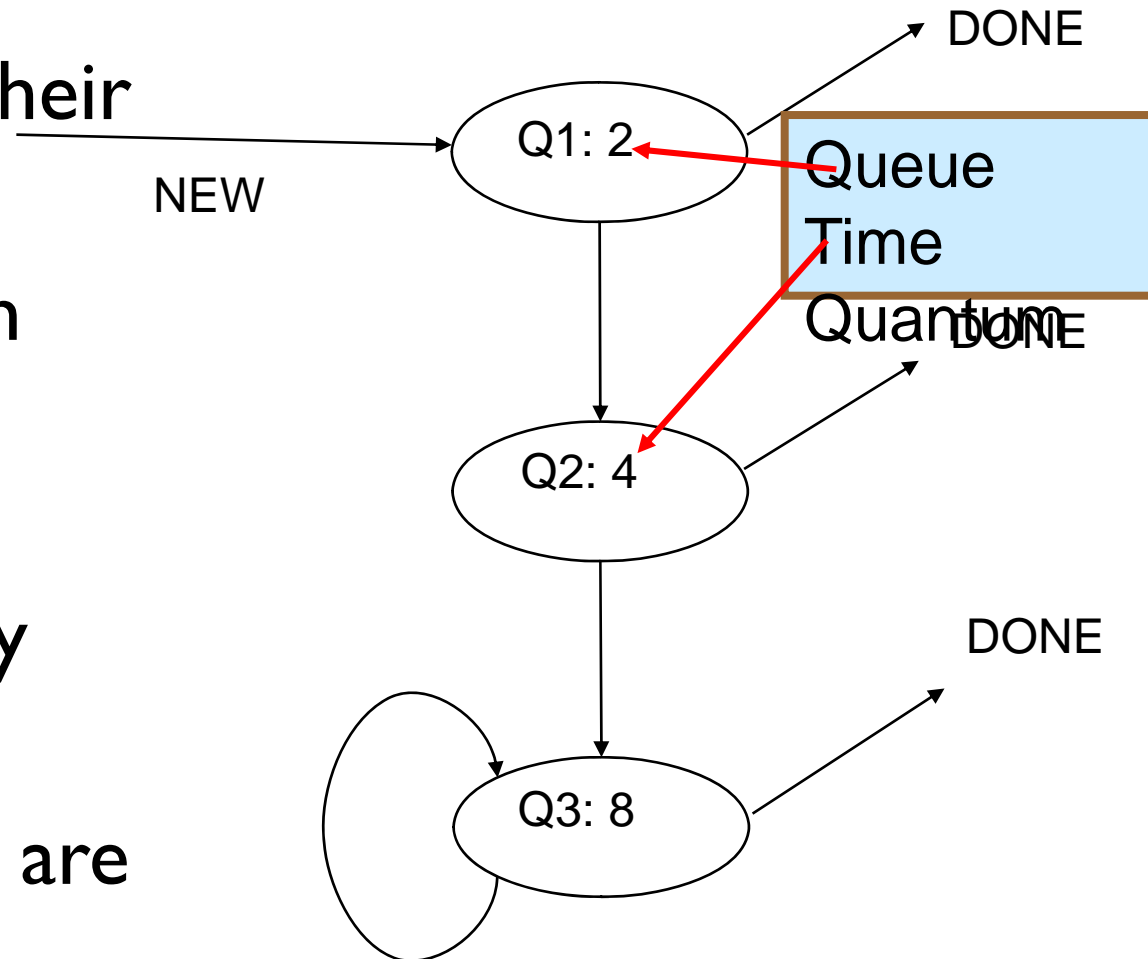 DONE
heir
Q1: 2
Queue
NEW
Time
n
Quantum
DONE
Q2: 4
y
DONE
Q3: 8
are